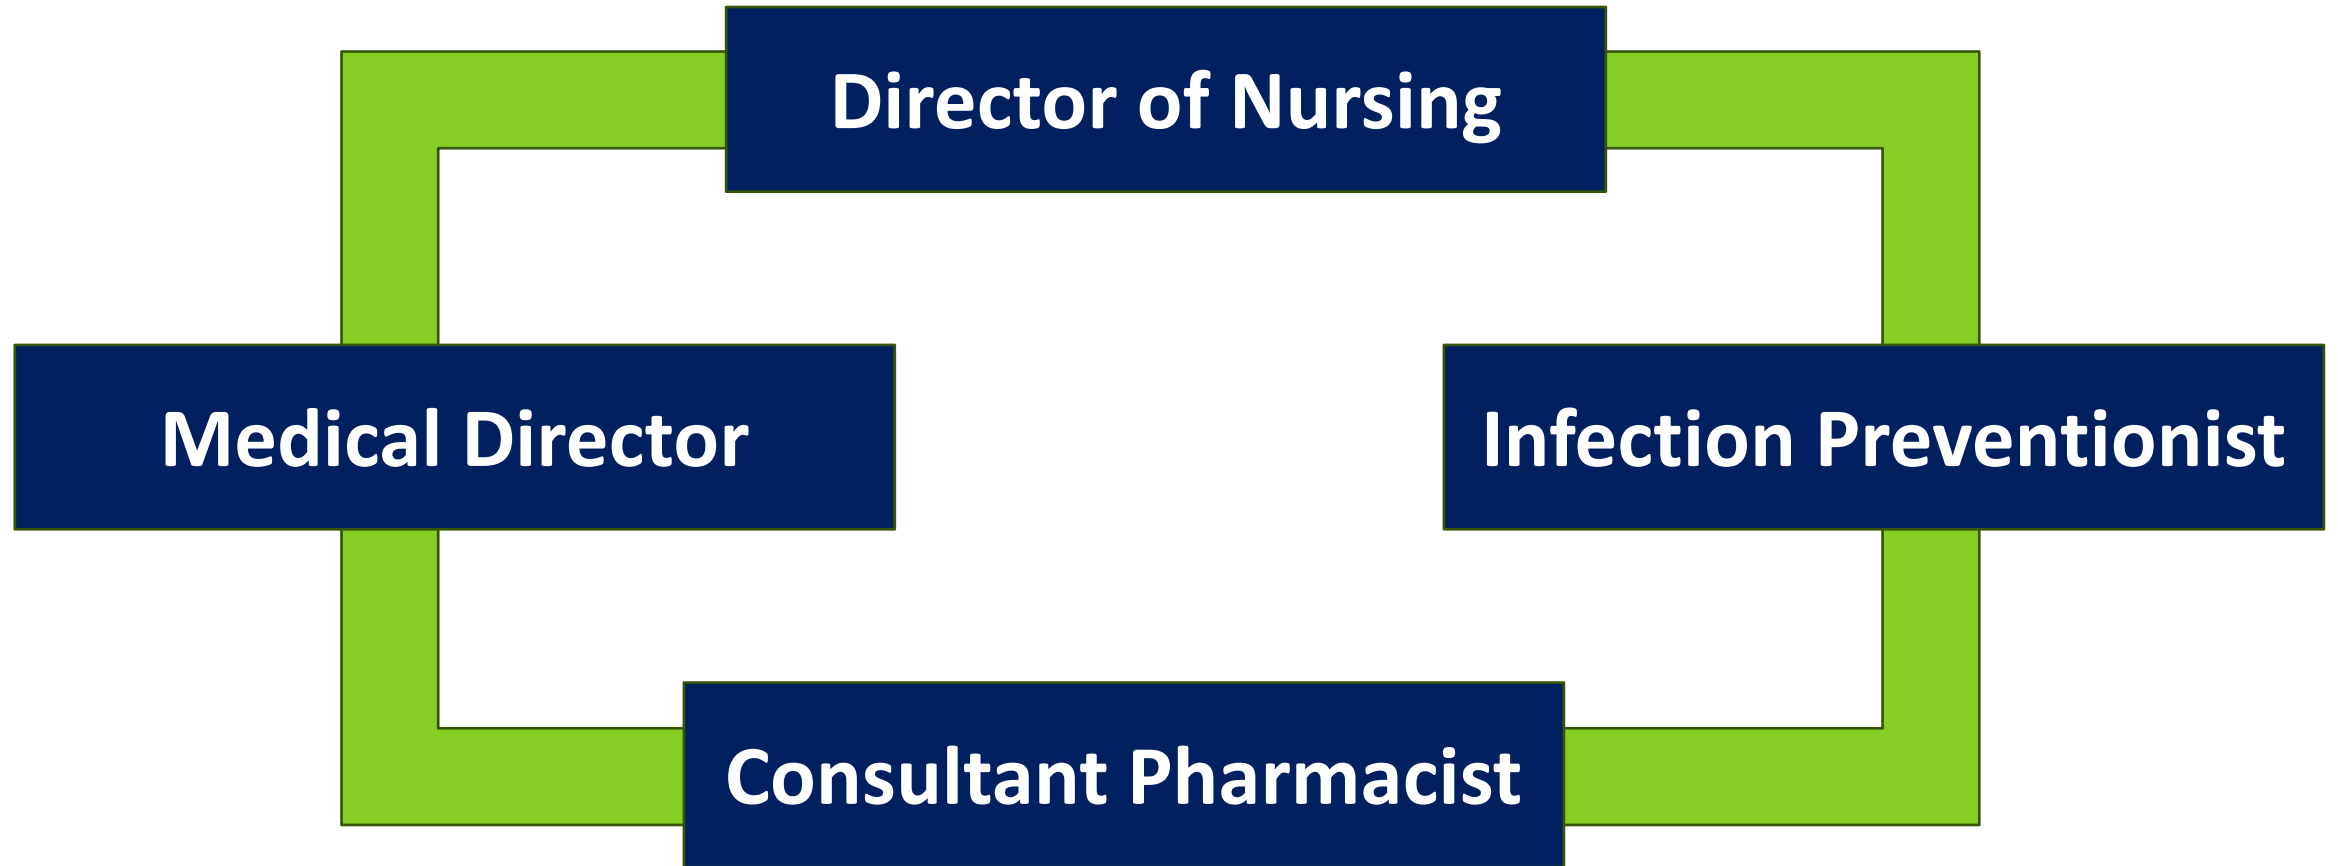 Director of Nursing
Medical Director
Infection Preventionist
Consultant Pharmacist